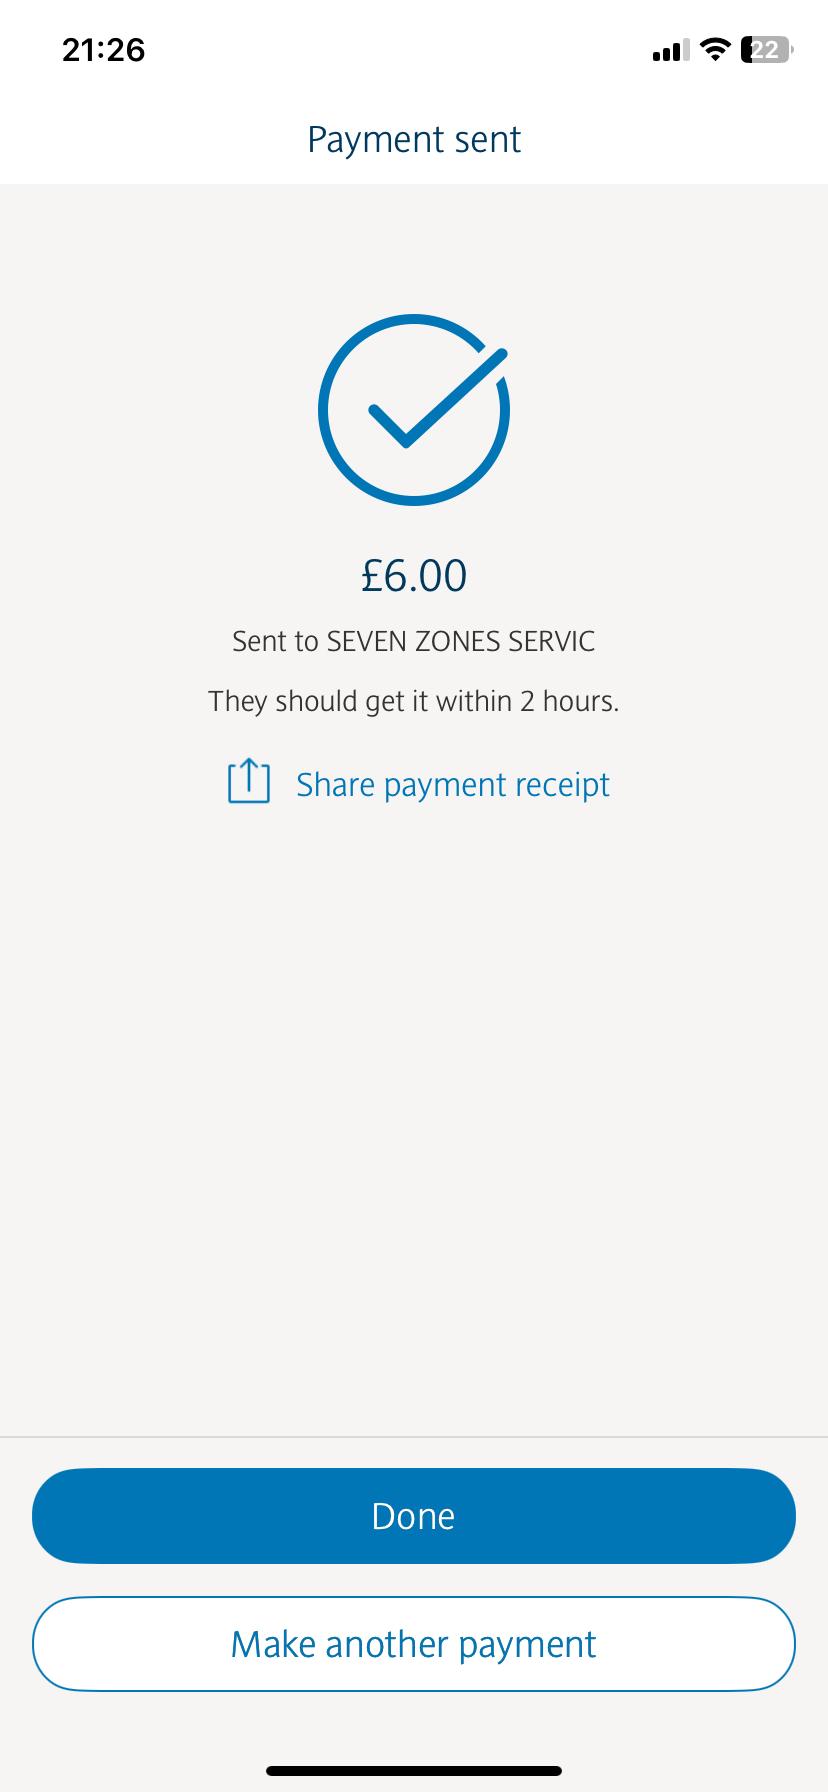 21:26
22
Payment sent
£6.00
Sent to SEVEN ZONES SERVIC
They should get it within 2 hours.
Share payment receipt
Done
Make another payment